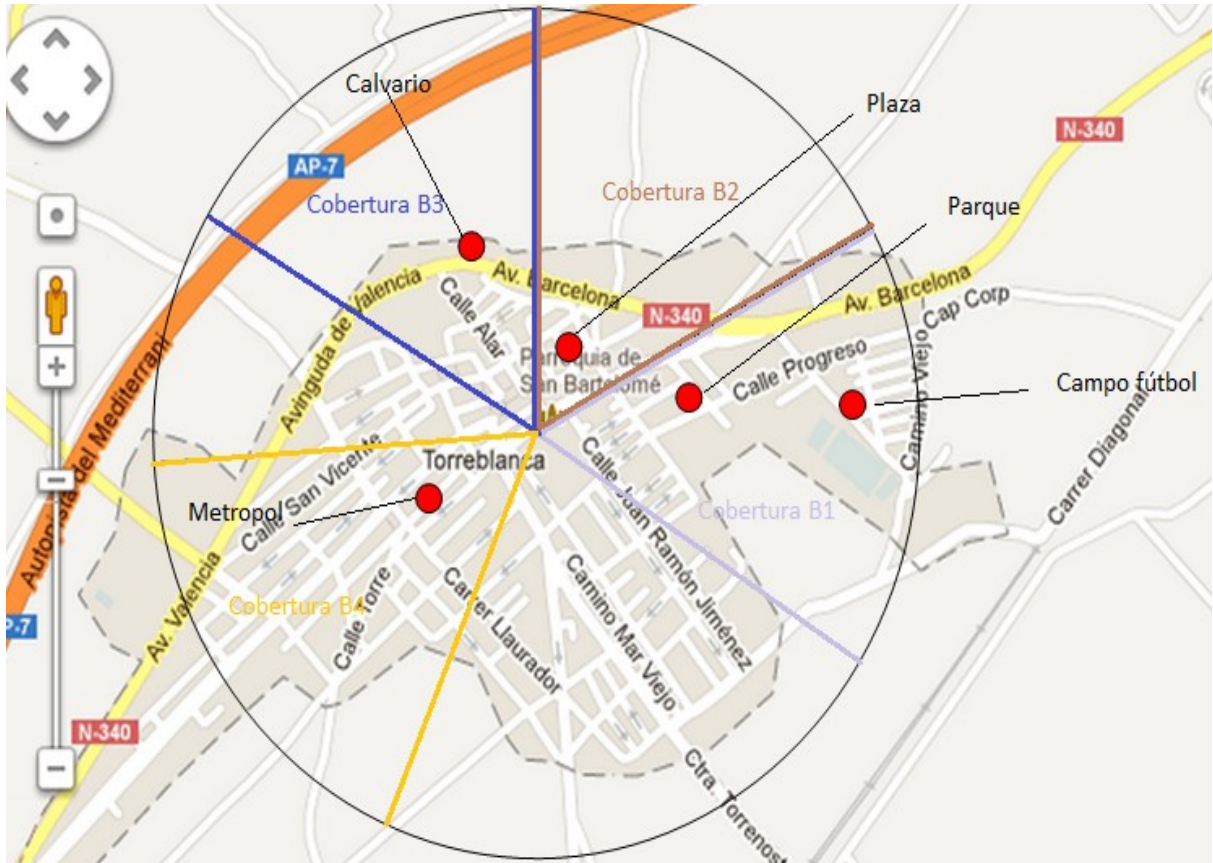 Calvario
Plaza
N-340
AP-7
Cobertura B3
Cobertura B2
Parque
Av. Barcelona
Av. Barcelona
Avinguda de Valencia
Calle Alar
N-340
Cap Corp
Parroquia de
San Bartolomé
Calle Progreso
Camino Viejo
Campo fútbol
Autopista del Mediterrani
Calle San Vicente
Torreblanca
Calle Juan Ramón Jiménez
Carrer Diagonal
Metropol
Cobertura B1
Av. Valencia
Cobertura B4
Calle Torre
Carrer Llaurador
Camino Mar Viejo
P-7
N-340
Ctra. Torrenost